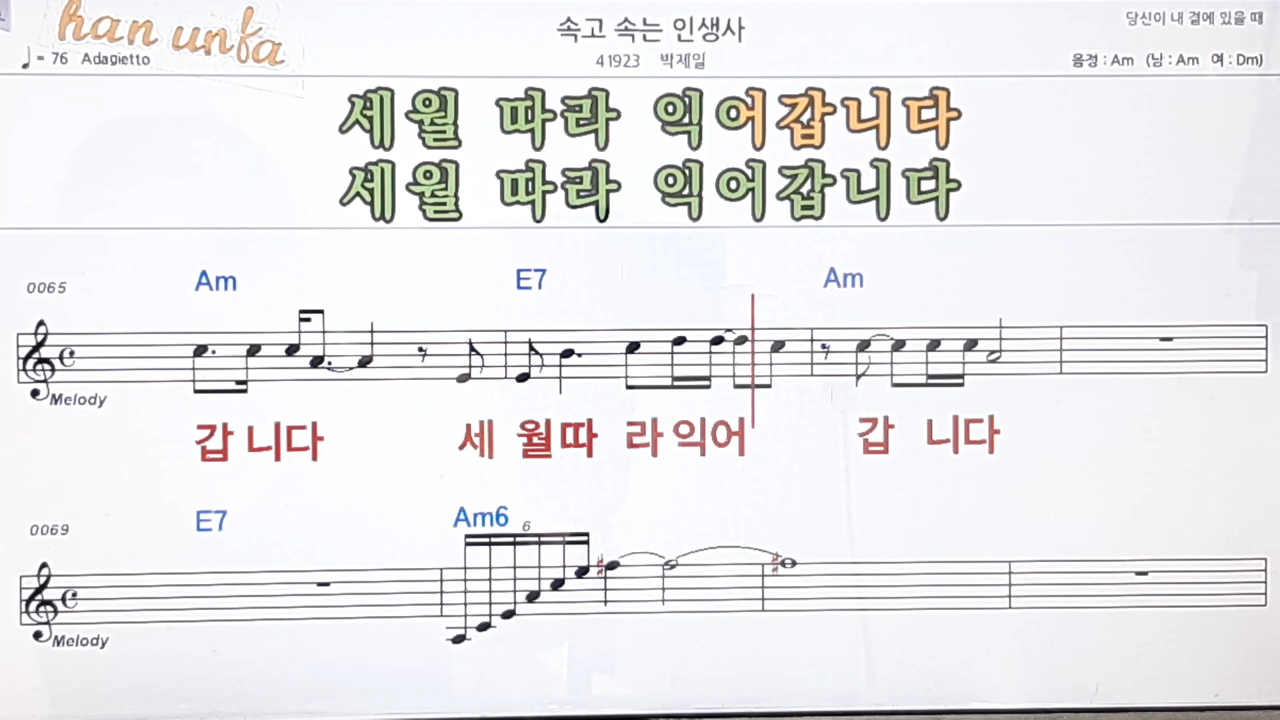 han unfa
속고 속는 인생사
당신이 내 곁에 있을 때
♩ = 76 Adagietto
41923 박제일
음정 : Am (남 : Am 여 : Dm)
세월 따라 익어갑니다
세월 따라 익어갑니다
0065 Am E7 Am
Melody
갑 니다 세 월따 라 익어 갑 니다
0069 E7 Am6 6
Melody